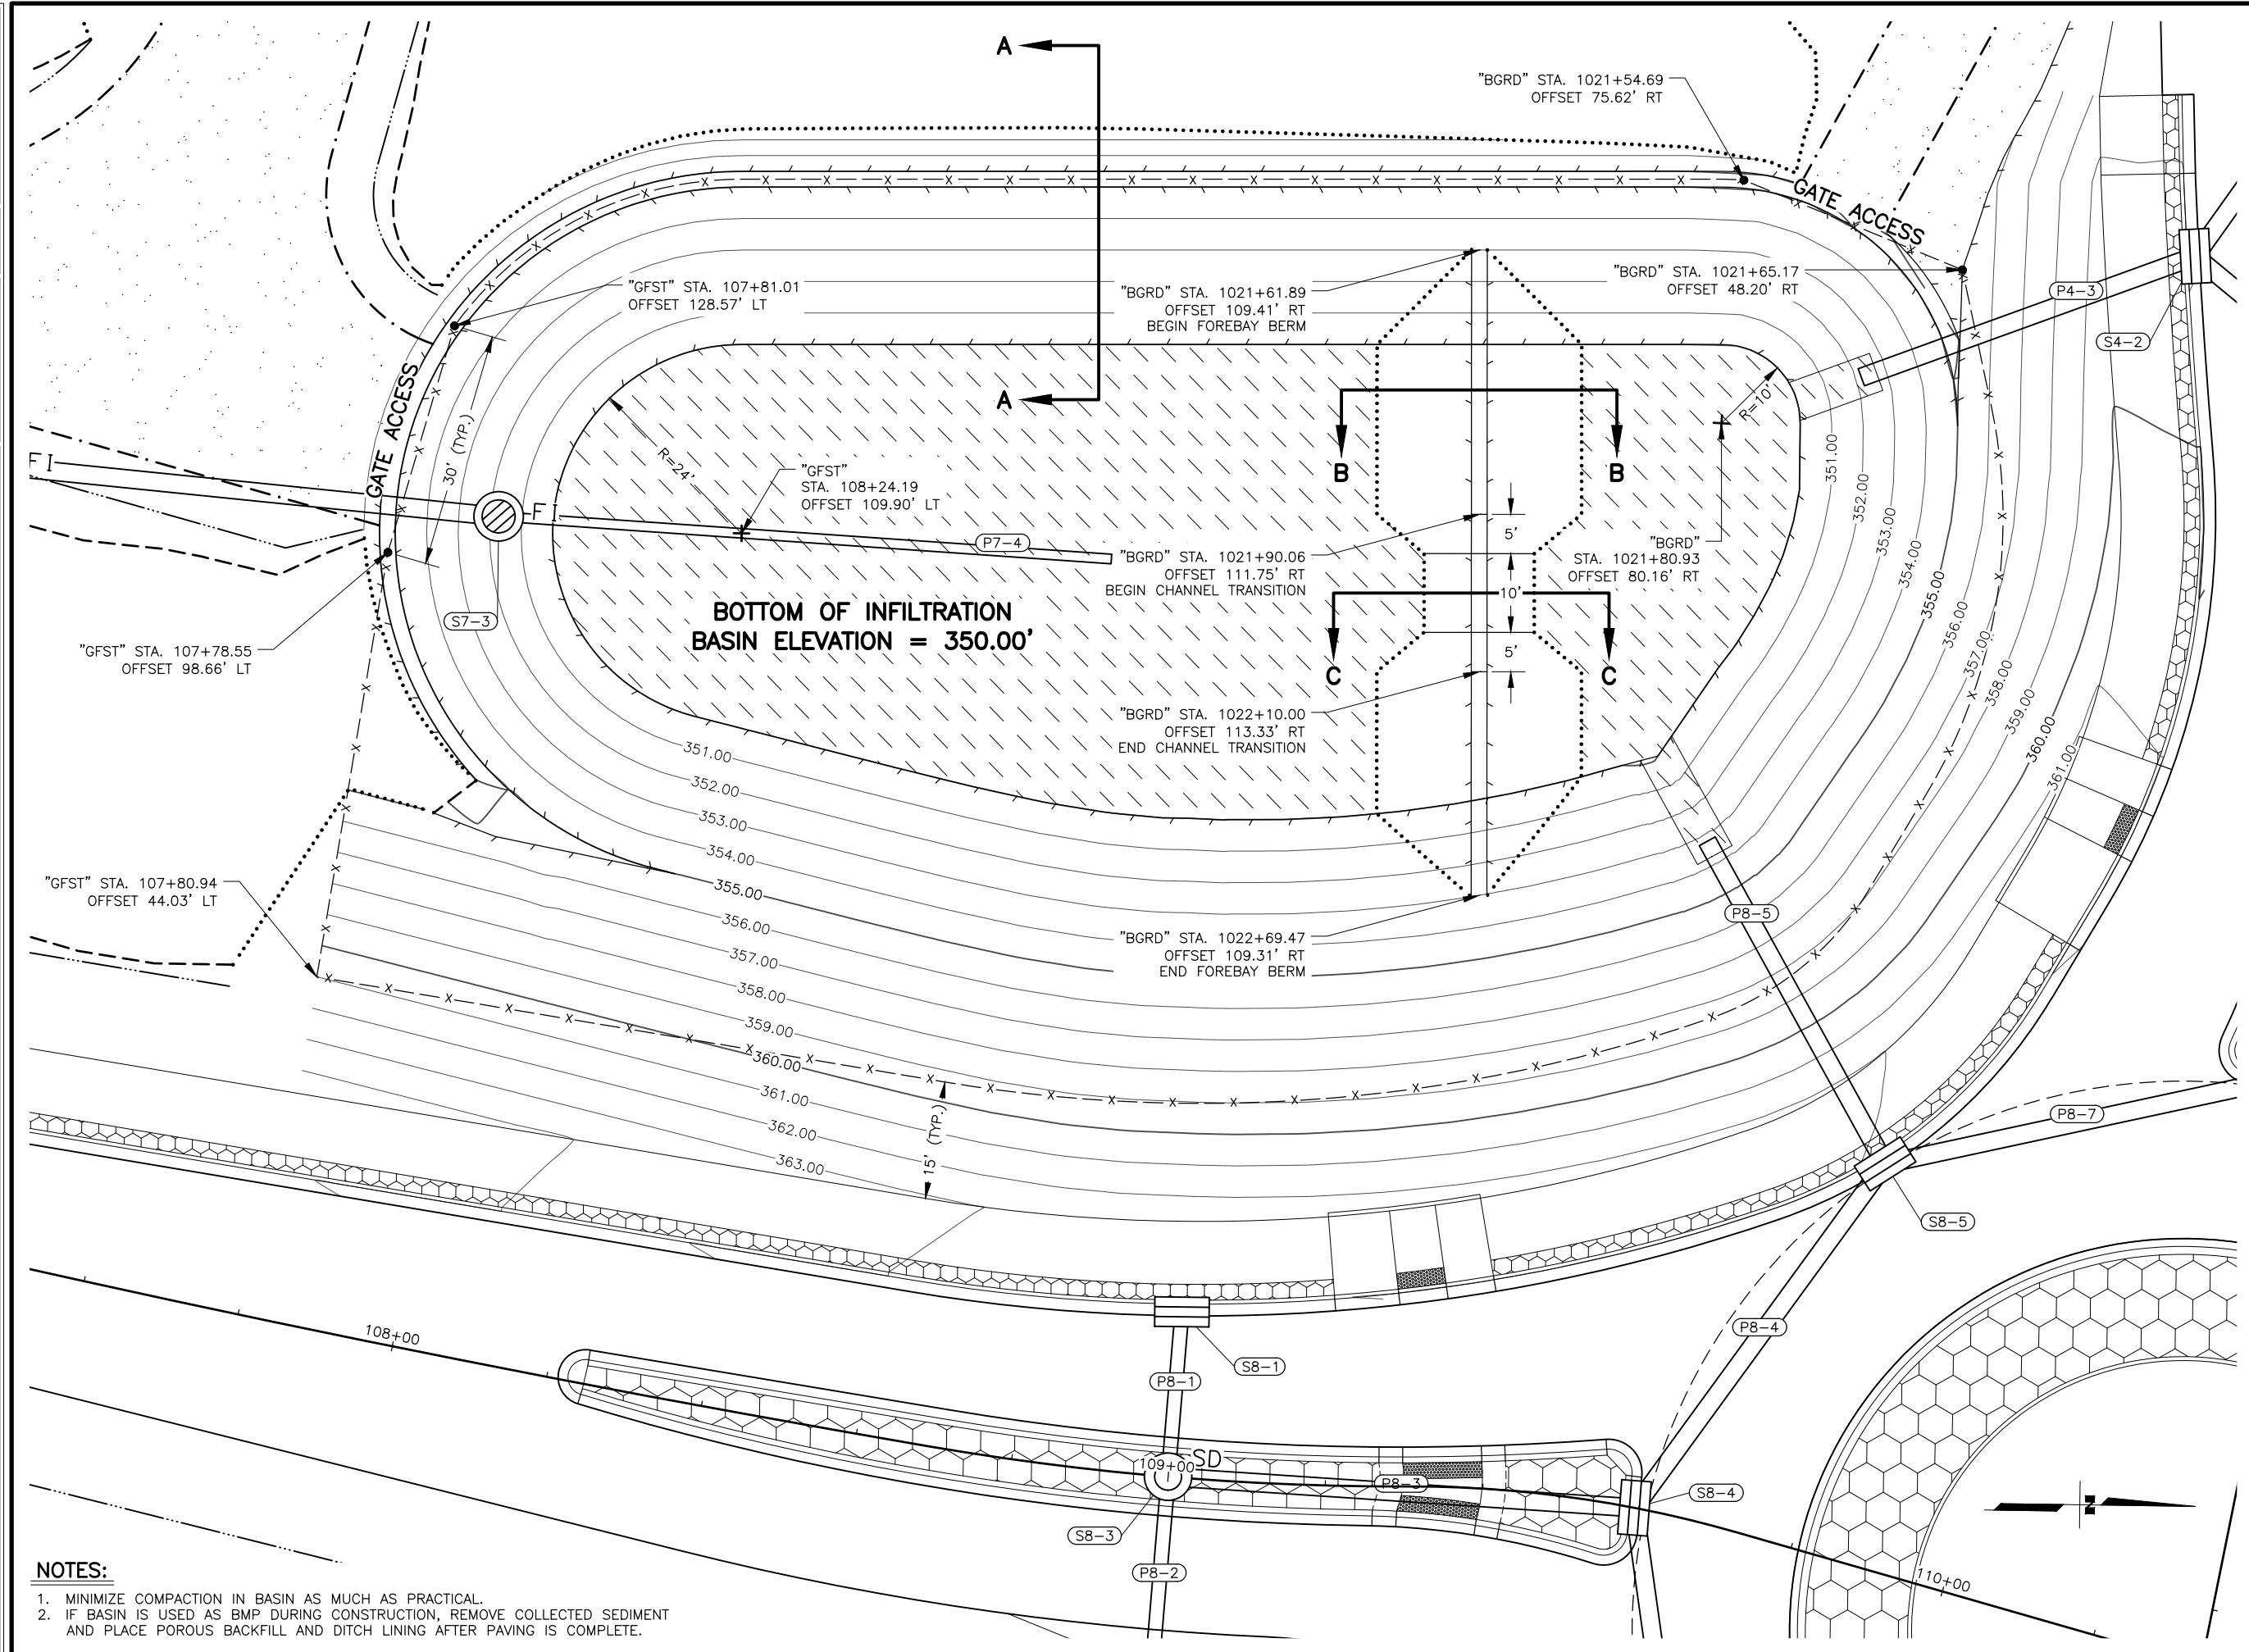 A
"BGRD" STA. 1021+54.69
OFFSET 75.62' RT
GATE ACCESS
"GFST" STA. 107+81.01
OFFSET 128.57' LT
"BGRD" STA. 1021+61.89
OFFSET 109.41' RT
BEGIN FOREBAY BERM
"BGRD" STA. 1021+65.17
OFFSET 48.20' RT
P4-3
S4-2
A
GATE ACCESS
30' (TYP.)
R=24'
R=10'
B
B
351.00
352.00
353.00
354.00
355.00
356.00
357.00
358.00
359.00
360.00
361.00
FI
FI
"GFST"
STA. 108+24.19
OFFSET 109.90' LT
P7-4
S7-3
"BGRD" STA. 1021+90.06
OFFSET 111.75' RT
BEGIN CHANNEL TRANSITION
5'
10'
5'
"BGRD"
STA. 1021+80.93
OFFSET 80.16' RT
BOTTOM OF INFILTRATION
BASIN ELEVATION = 350.00'
C
C
"GFST" STA. 107+78.55
OFFSET 98.66' LT
"BGRD" STA. 1022+10.00
OFFSET 113.33' RT
END CHANNEL TRANSITION
351.00
352.00
353.00
354.00
355.00
356.00
357.00
358.00
359.00
360.00
361.00
362.00
363.00
"GFST" STA. 107+80.94
OFFSET 44.03' LT
"BGRD" STA. 1022+69.47
OFFSET 109.31' RT
END FOREBAY BERM
P8-5
15' (TYP.)
P8-7
S8-5
P8-4
108+00
S8-1
P8-1
109+00
SD
P8-3
S8-4
S8-3
P8-2
N
110+00
NOTES:
1. MINIMIZE COMPACTION IN BASIN AS MUCH AS PRACTICAL.
2. IF BASIN IS USED AS BMP DURING CONSTRUCTION, REMOVE COLLECTED SEDIMENT
AND PLACE POROUS BACKFILL AND DITCH LINING AFTER PAVING IS COMPLETE.